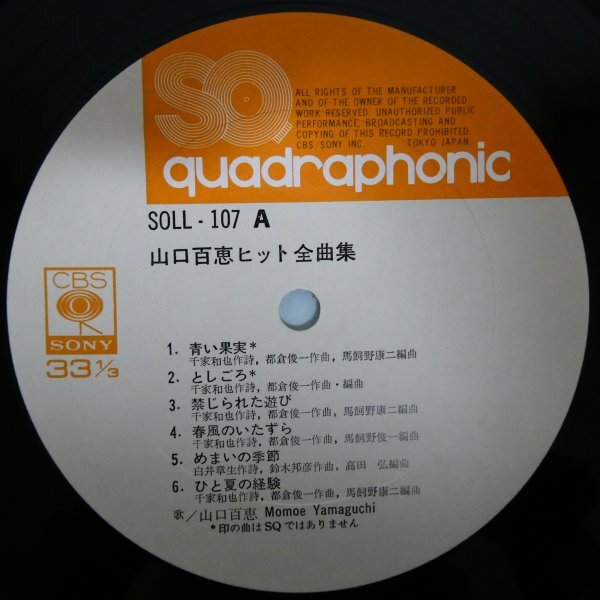 SQ
ALL RIGHTS OF THE MANUFACTURER
AND OF THE OWNER OF THE RECORDED
WORK RESERVED. UNAUTHORIZED PUBLIC
PERFORMANCE, BROADCASTING AND
COPYING OF THIS RECORD PROHIBITED.
CBS/SONY INC. TOKYO JAPAN.
quadraphonic
SOLL-107 A
山口百恵ヒット全曲集
CBS
SONY
33 1/3
1. 青い果実*
千家和也作詩, 都倉俊一作曲, 馬飼野康二編曲
2. としごろ*
千家和也作詩, 都倉俊一作曲・編曲
3. 禁じられた遊び
千家和也作詩, 都倉俊一作曲, 馬飼野康二編曲
4. 春風のいたずら
千家和也作詩, 都倉俊一作曲, 馬飼野俊一編曲
5. めまいの季節
白井章生作詩, 鈴木邦彦作曲, 高田 弘編曲
6. ひと夏の経験
千家和也作詩, 都倉俊一作曲, 馬飼野康二編曲
歌/山口百恵 Momoe Yamaguchi
*印の曲はSQではありません